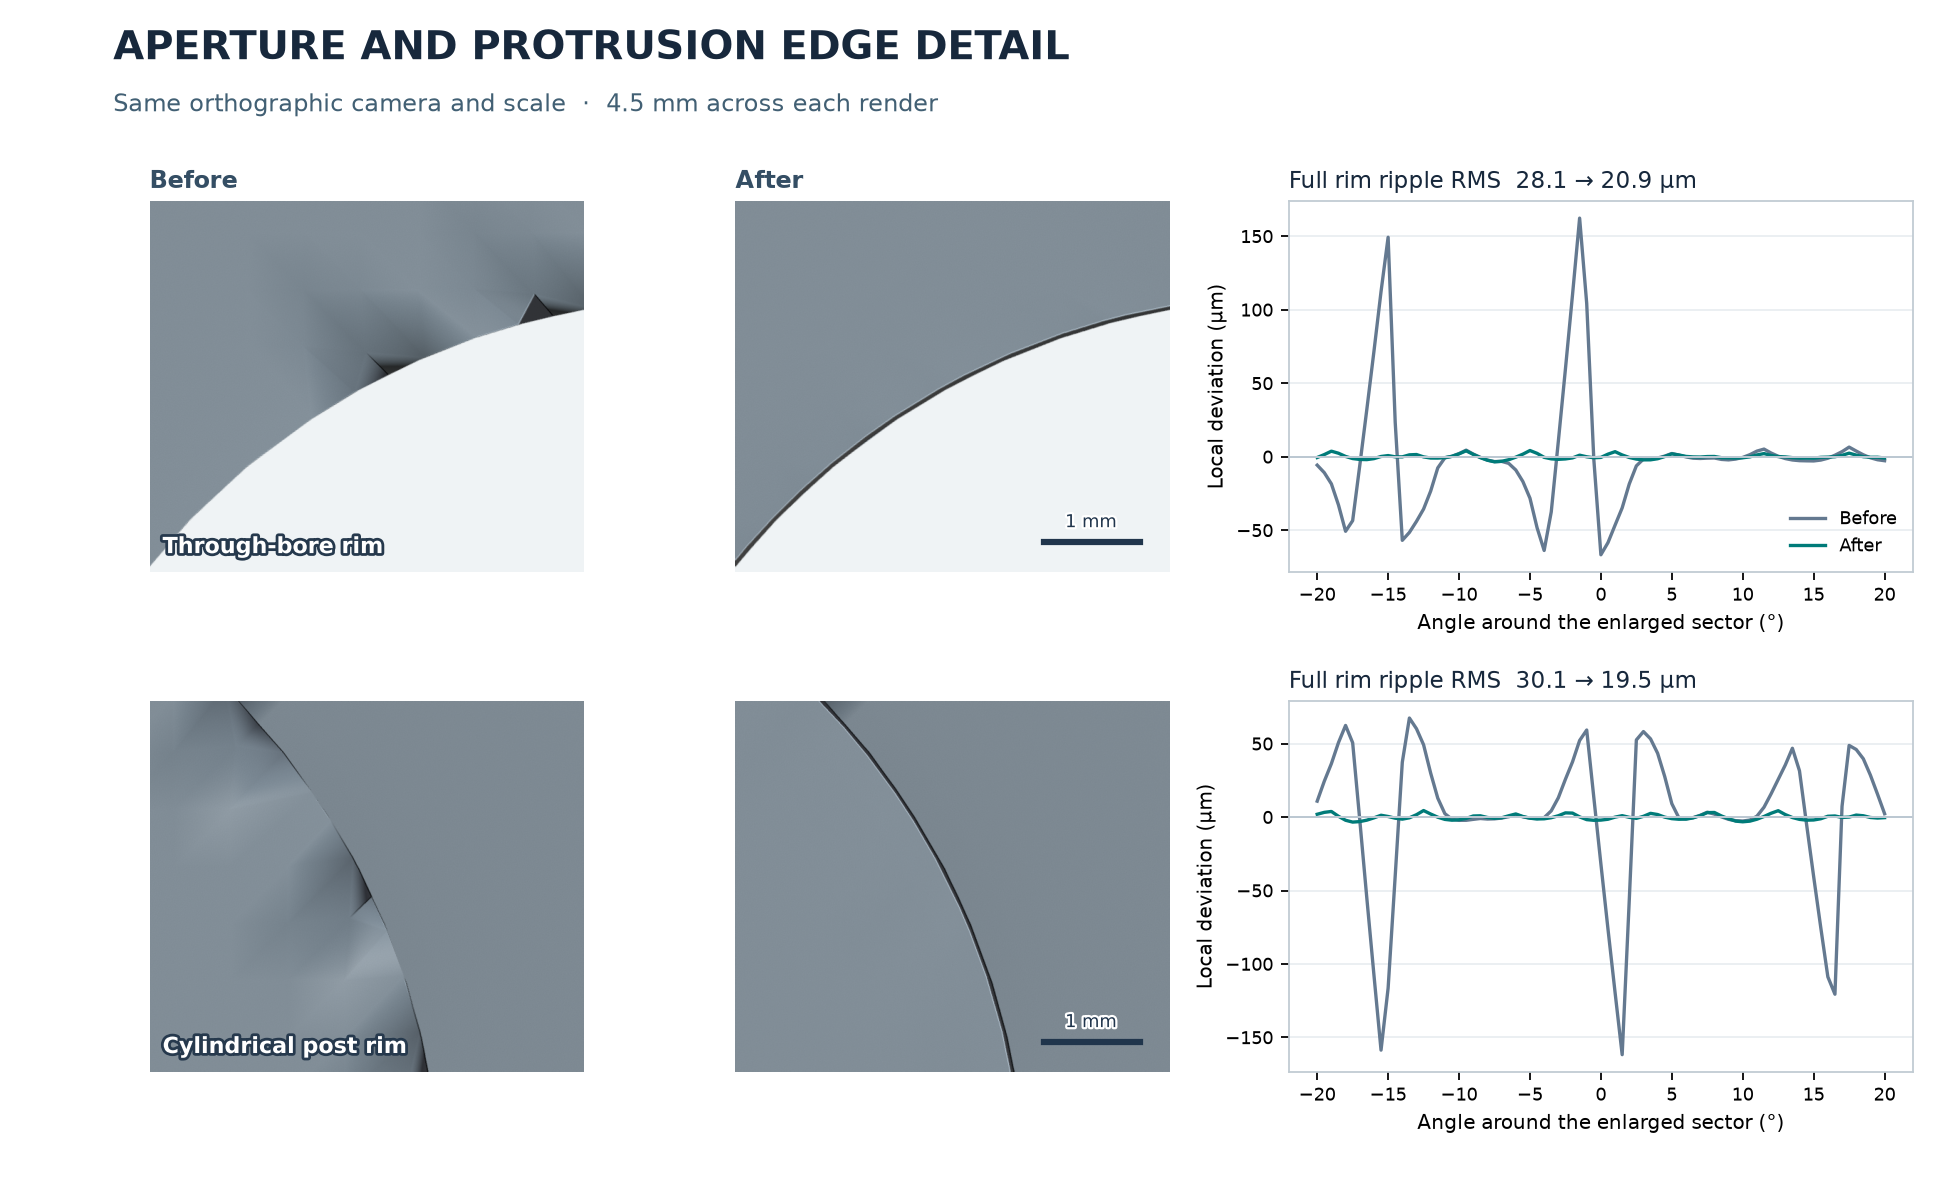 APERTURE AND PROTRUSION EDGE DETAIL
Same orthographic camera and scale · 4.5 mm across each render
Before
After
Full rim ripple RMS 28.1 → 20.9 µm
Through-bore rim
1 mm
150
100
50
0
−50
Local deviation (µm)
Before
After
−20 −15 −10 −5 0 5 10 15 20
Angle around the enlarged sector (°)
Full rim ripple RMS 30.1 → 19.5 µm
Cylindrical post rim
1 mm
50
0
−50
−100
−150
Local deviation (µm)
−20 −15 −10 −5 0 5 10 15 20
Angle around the enlarged sector (°)